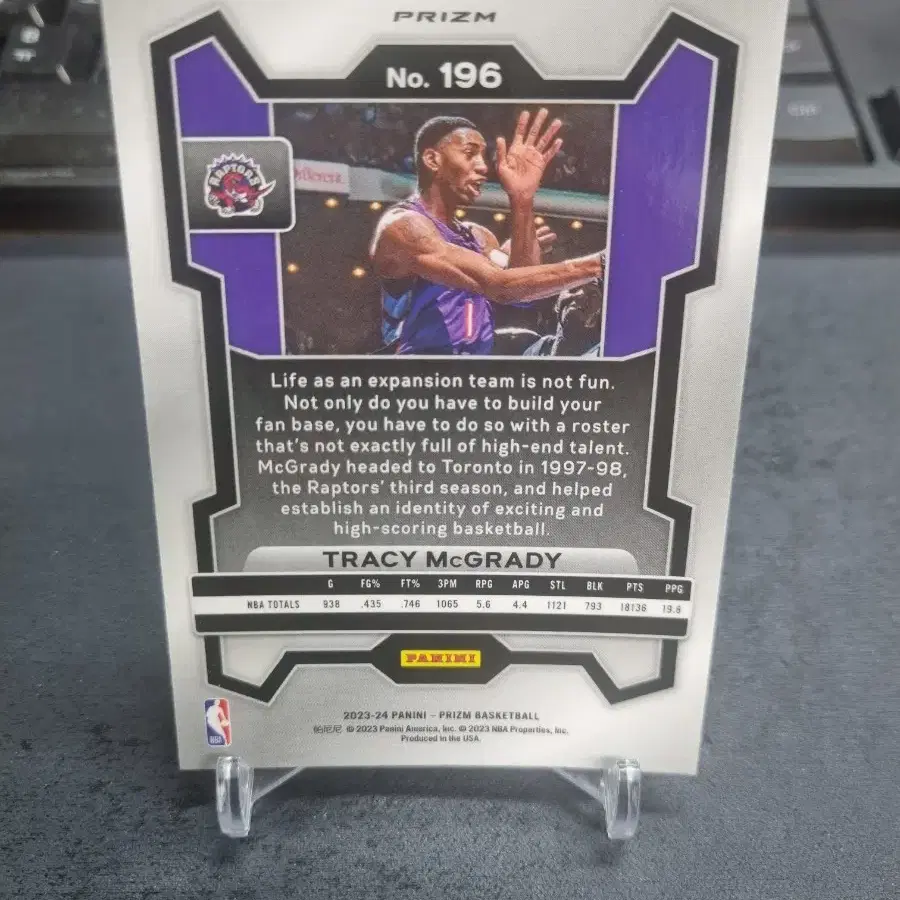 PRIZM
No. 196
RAPTORS
Life as an expansion team is not fun.
Not only do you have to build your
fan base, you have to do so with a roster
that's not exactly full of high-end talent.
McGrady headed to Toronto in 1997-98,
the Raptors' third season, and helped
establish an identity of exciting and
high-scoring basketball.
TRACY McGRADY
G FG% FT% 3PM RPG APG STL BLK PTS PPG
NBA TOTALS 938 .435 .746 1065 5.6 4.4 1121 793 18136 19.6
PANINI
2023-24 PANINI – PRIZM BASKETBALL
帕尼尼 © 2023 Panini America, Inc. © 2023 NBA Properties, Inc.
Produced in the USA.
NBA